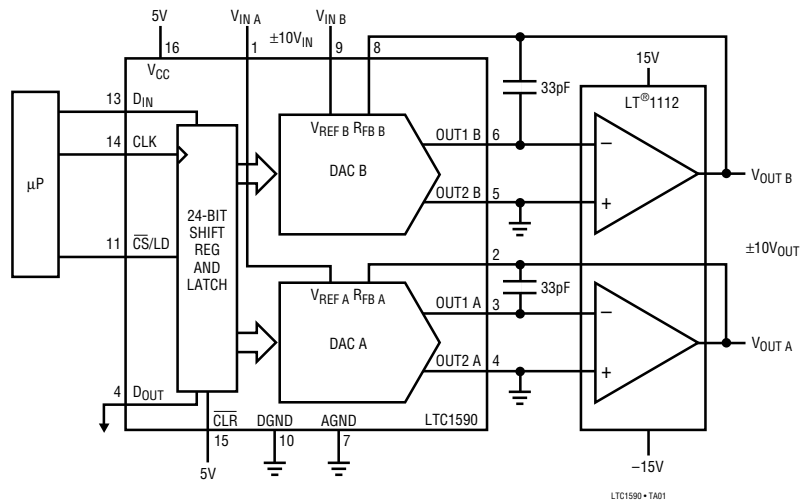 5V
V_IN A
V_IN B
±10V_IN
16
1
9
8
V_CC
33pF
15V
LT®1112
13
D_IN
V_REF B
R_FB B
OUT1 B
6
–
14
CLK
DAC B
µP
V_OUT B
OUT2 B
5
+
24-BIT
SHIFT
REG
AND
LATCH
11
CS/LD
2
±10V_OUT
V_REF A
R_FB A
33pF
OUT1 A
3
–
DAC A
V_OUT A
OUT2 A
4
+
4
D_OUT
CLR
DGND
AGND
LTC1590
15
10
7
5V
–15V
LTC1590 • TA01